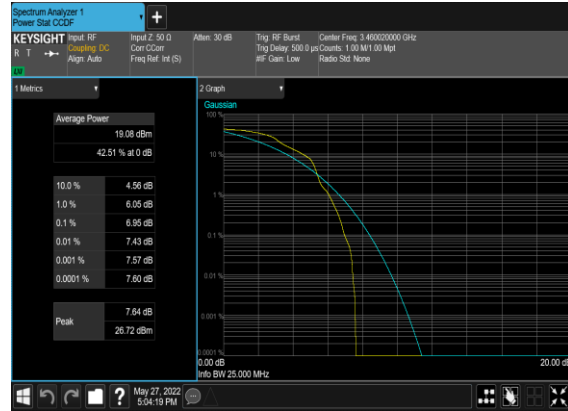 Spectrum Analyzer 1
Power Stat CCDF
KEYSIGHT Input: RF Input Z: 50 Ω Atten: 30 dB Trig: RF Burst Center Freq: 3.460020000 GHz
R T Coupling: DC Corr CCorr Trig Delay: 500.0 µs Counts: 1.00 M/1.00 Mpt
Align: Auto Freq Ref: Int (S) #IF Gain: Low Radio Std: None
1 Metrics
2 Graph
Average Power
19.08 dBm
42.51 % at 0 dB
10.0 % 4.56 dB
1.0 % 6.05 dB
0.1 % 6.95 dB
0.01 % 7.43 dB
0.001 % 7.57 dB
0.0001 % 7.60 dB
Peak 7.64 dB
26.72 dBm
Gaussian
100 %
10 %
1 %
0.1 %
0.01 %
0.001 %
0.0001 %
0.00 dB 20.00 dB
Info BW 25.000 MHz
? May 27, 2022
5:04:19 PM